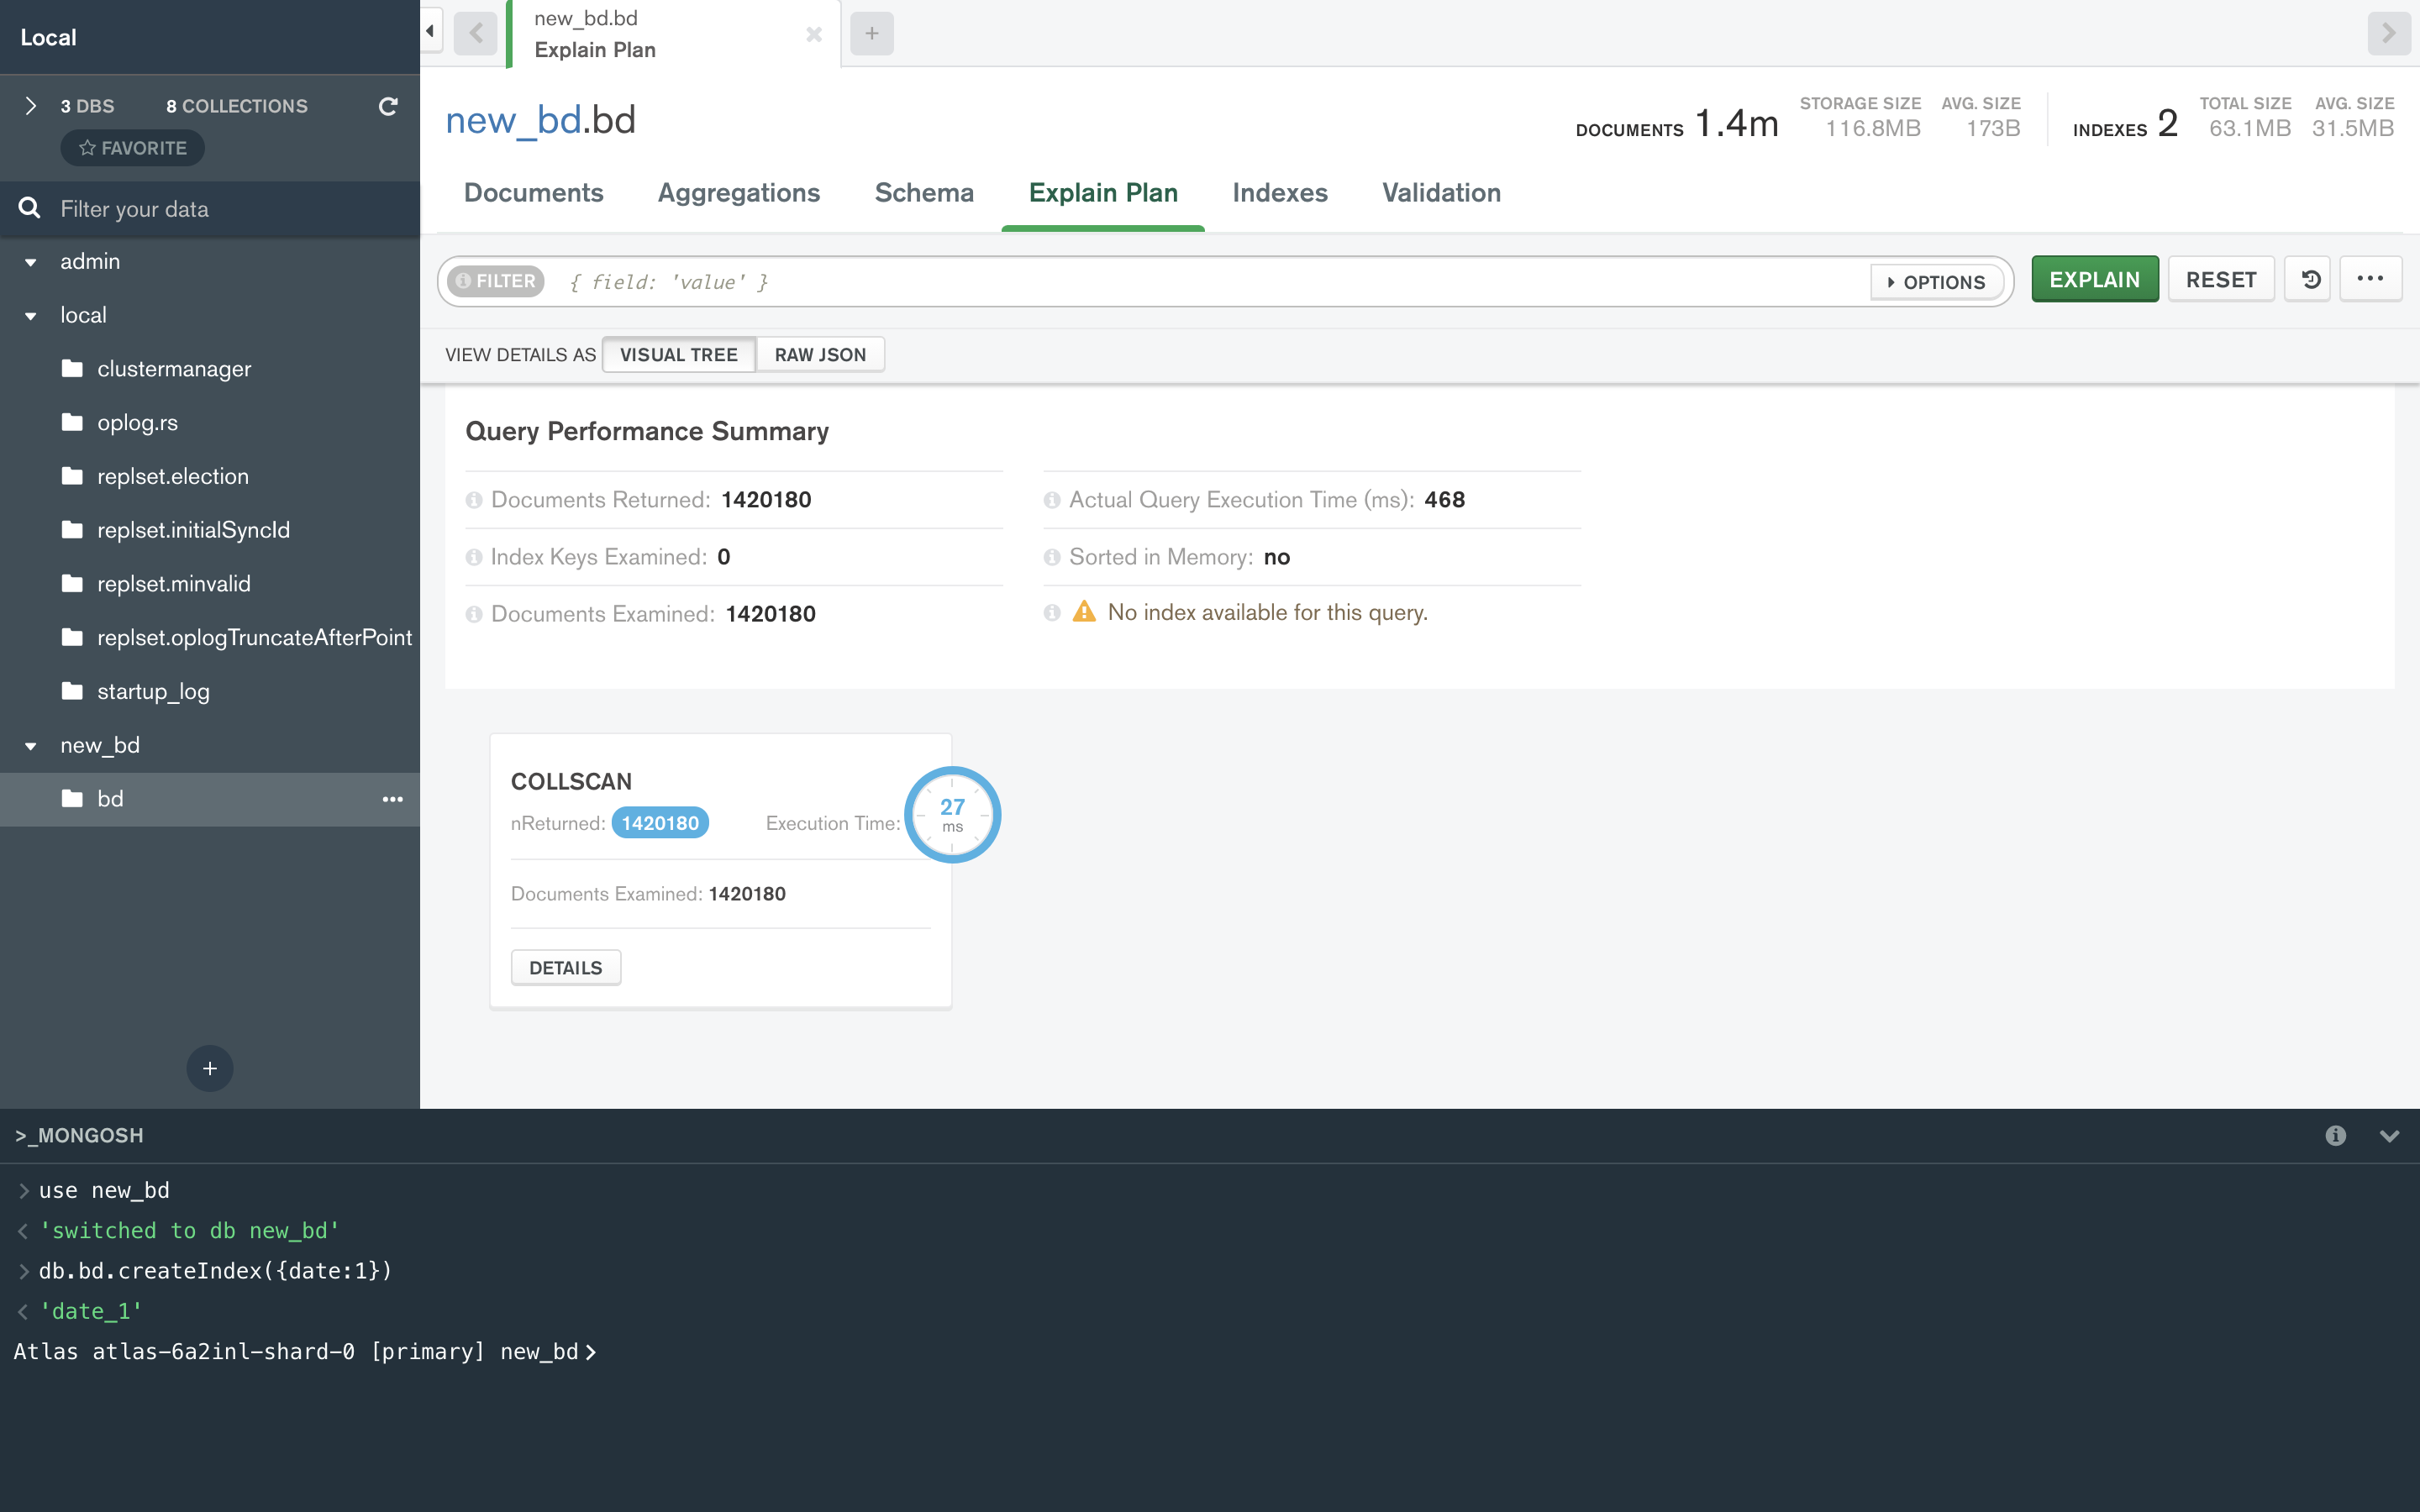 Local
3 DBS 8 COLLECTIONS
FAVORITE
Filter your data
admin
local
clustermanager
oplog.rs
replset.election
replset.initialSyncId
replset.minvalid
replset.oplogTruncateAfterPoint
startup_log
new_bd
bd
+
new_bd.bd
Explain Plan
new_bd.bd
DOCUMENTS 1.4m
STORAGE SIZE
116.8MB
AVG. SIZE
173B
INDEXES 2
TOTAL SIZE
63.1MB
AVG. SIZE
31.5MB
Documents Aggregations Schema Explain Plan Indexes Validation
FILTER { field: 'value' } OPTIONS EXPLAIN RESET
VIEW DETAILS AS VISUAL TREE RAW JSON
Query Performance Summary
Documents Returned: 1420180
Index Keys Examined: 0
Documents Examined: 1420180
Actual Query Execution Time (ms): 468
Sorted in Memory: no
No index available for this query.
COLLSCAN
nReturned: 1420180 Execution Time: 27 ms
Documents Examined: 1420180
DETAILS
>_MONGOSH
> use new_bd
< 'switched to db new_bd'
> db.bd.createIndex({date:1})
< 'date_1'
Atlas atlas-6a2inl-shard-0 [primary] new_bd>